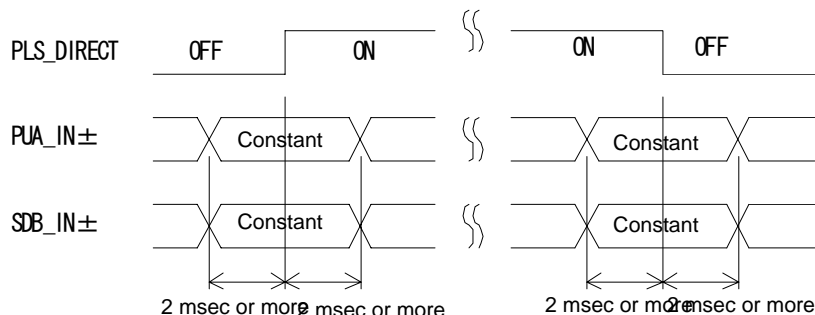 PLS_DIRECT OFF ON ON OFF
PUA_IN± Constant Constant
SDB_IN± Constant Constant
2 msec or more 2 msec or more 2 msec or more 2 msec or more